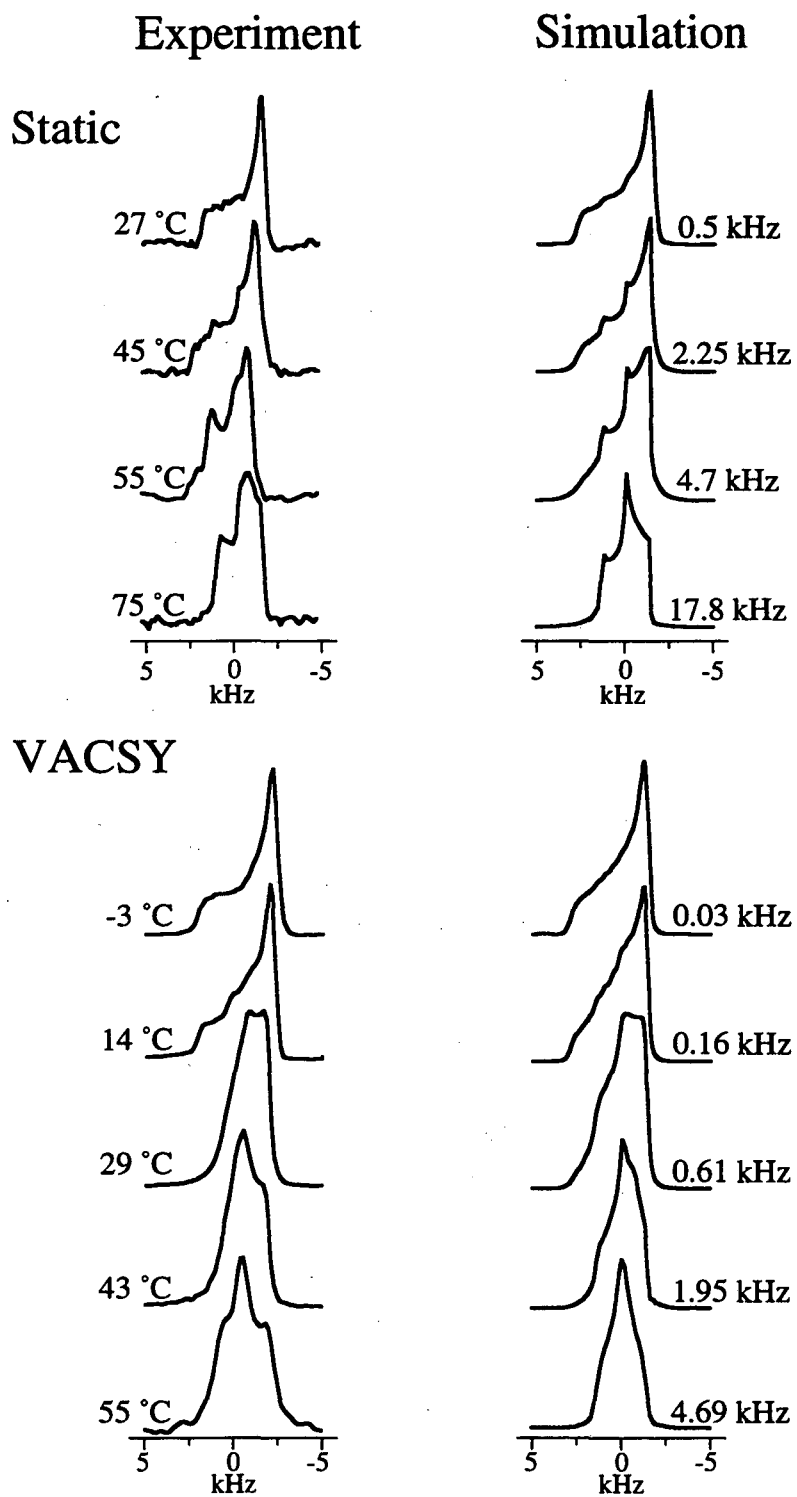 Experiment Simulation
Static
27 °C 0.5 kHz
45 °C 2.25 kHz
55 °C 4.7 kHz
75 °C 17.8 kHz
5 0 -5 5 0 -5
kHz kHz
VACSY
-3 °C 0.03 kHz
14 °C 0.16 kHz
29 °C 0.61 kHz
43 °C 1.95 kHz
55 °C 4.69 kHz
5 0 -5 5 0 -5
kHz kHz